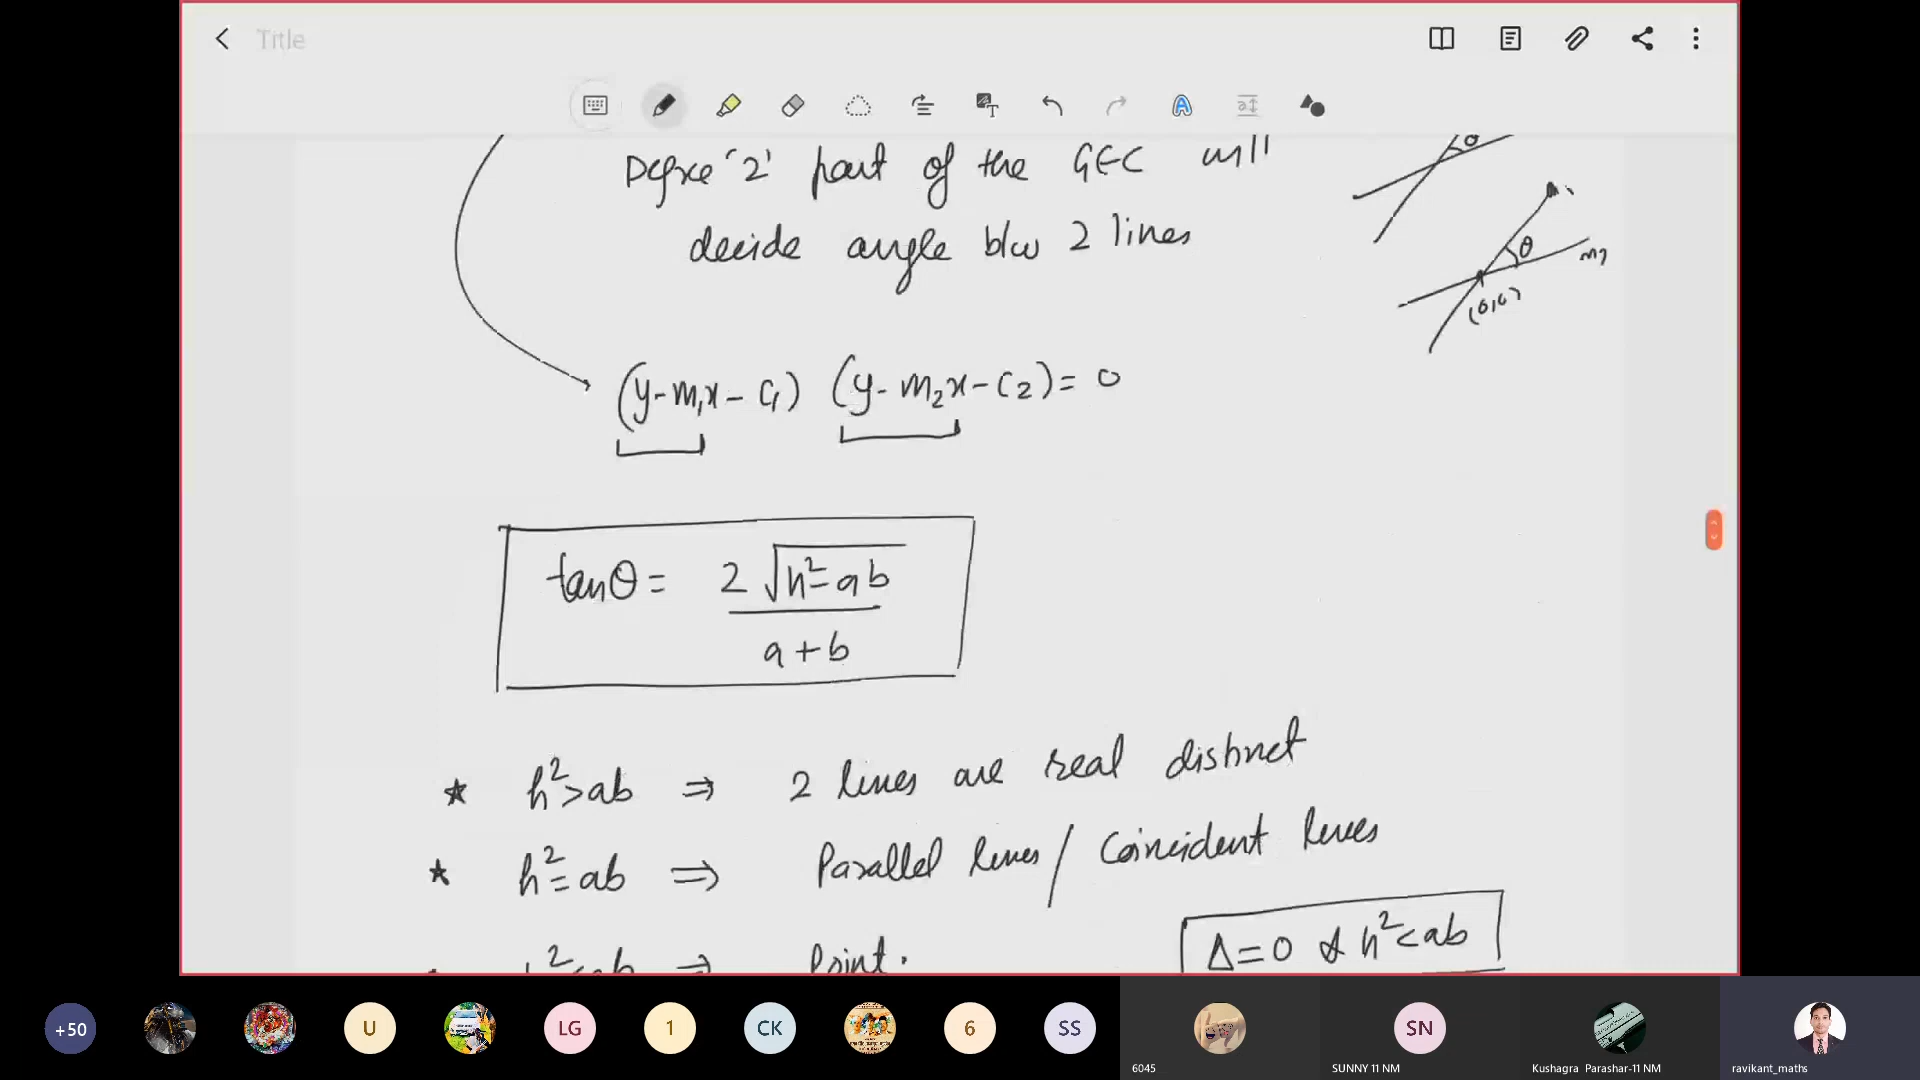 Title
Degree '2' part of the GEC will
θ
decide angle b/w 2 lines
θ
m2
(0,0)
(y-m₁x-c₁) (y-m₂x-c₂)=0
tanθ = 2√h²-ab / a+b
★ h²>ab ⇒ 2 lines are real distinct
★ h²=ab ⇒ Parallel lines / Coincident lines
h²<ab ⇒ Point.
Δ=0 & h²<ab
+50
U
LG
1
CK
6
SS
SN
6045
SUNNY 11 NM
Kushagra Parashar-11 NM
ravikant_maths